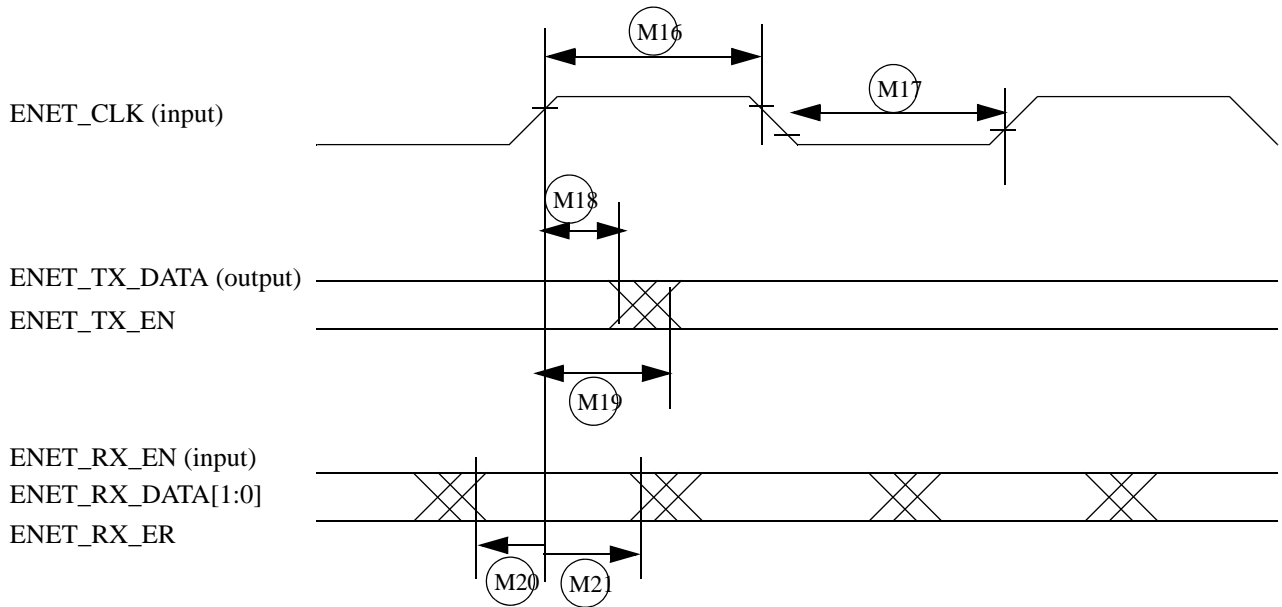 M16
M17
ENET_CLK (input)
M18
ENET_TX_DATA (output)
ENET_TX_EN
M19
ENET_RX_EN (input)
ENET_RX_DATA[1:0]
ENET_RX_ER
M20
M21